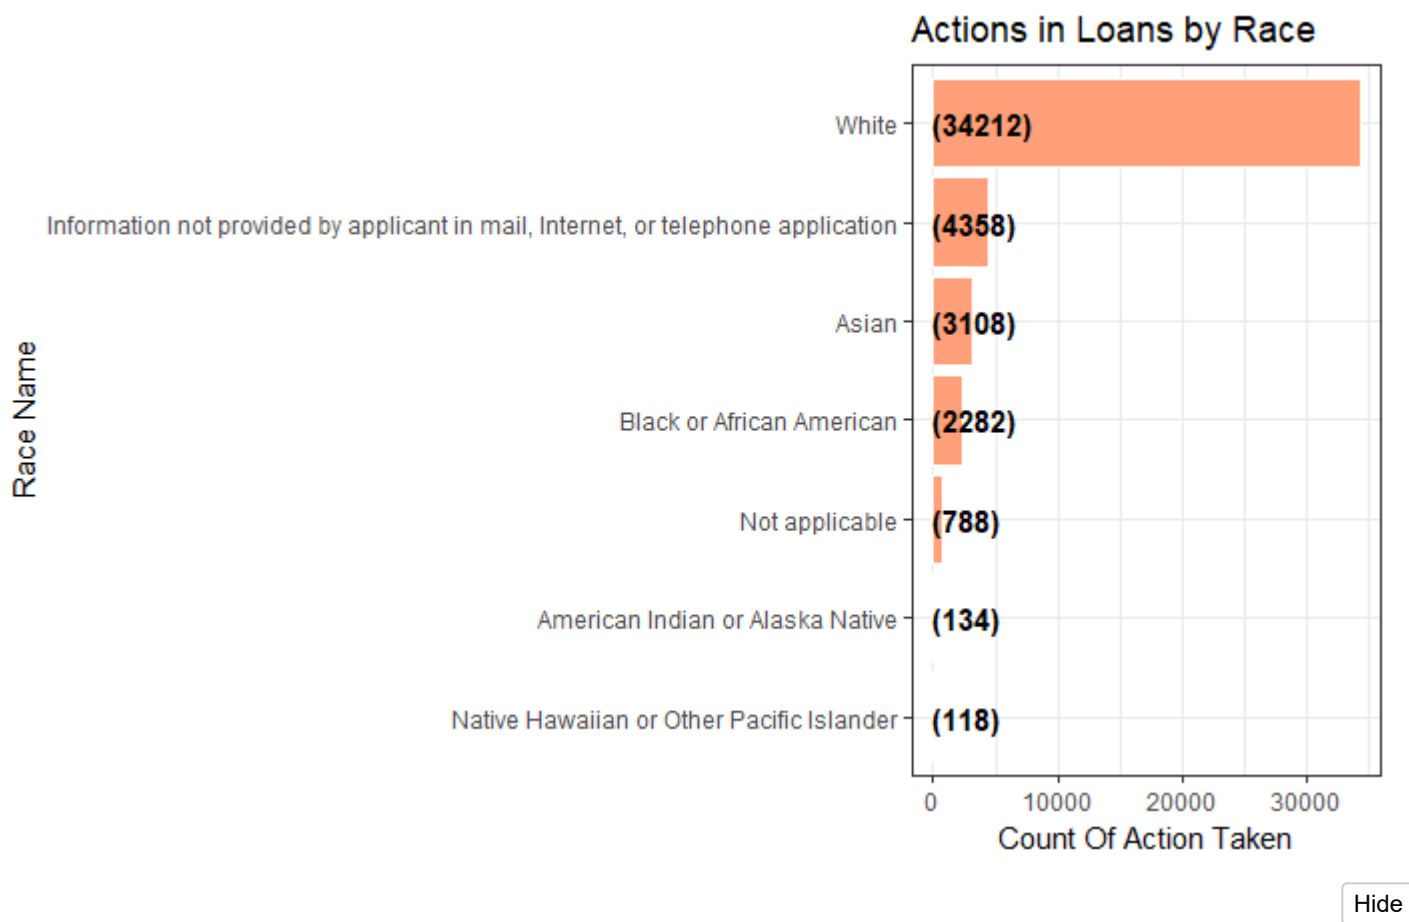 Actions in Loans by Race
White
(34212)
Information not provided by applicant in mail, Internet, or telephone application
(4358)
Asian
(3108)
Black or African American
(2282)
Not applicable
(788)
American Indian or Alaska Native
(134)
Native Hawaiian or Other Pacific Islander
(118)
Race Name
0 10000 20000 30000
Count Of Action Taken
Hide